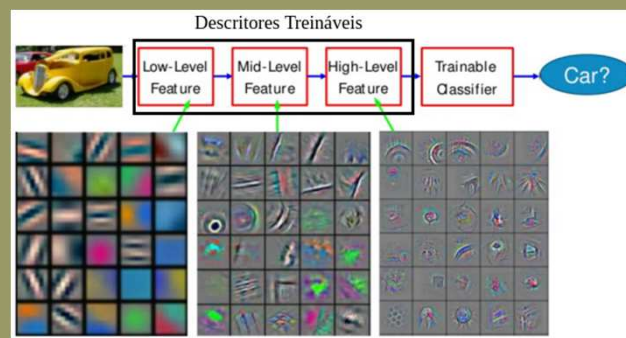 Descritores Treináveis
Low-Level
Feature
Mid-Level
Feature
High-Level
Feature
Trainable
Classifier
Car?